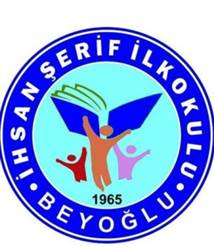 İHSAN ŞERİF İLKOKULU
1965
• BEYOĞLU •